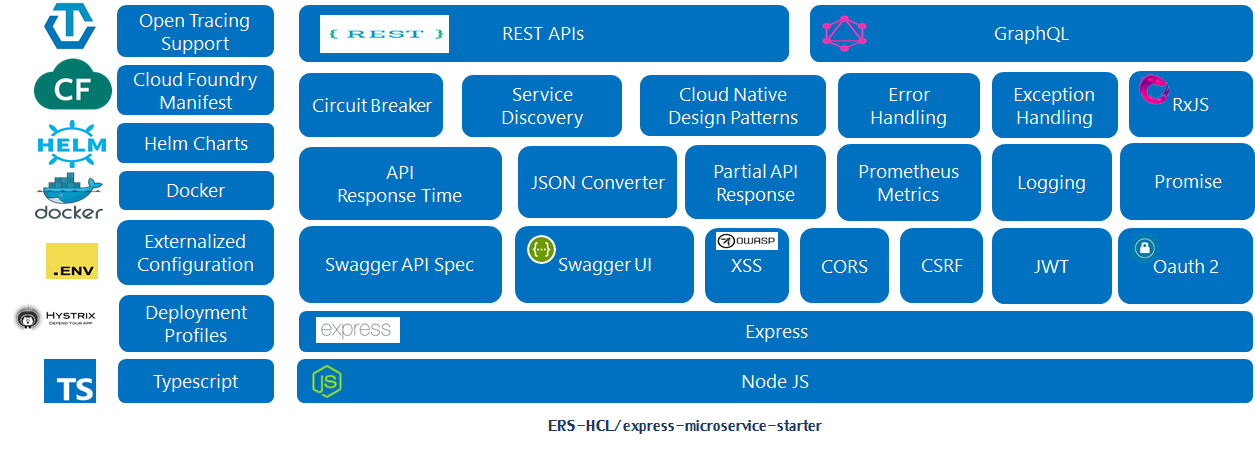 Open Tracing
Support
{ REST }
REST APIs
GraphQL
CF
Cloud Foundry
Manifest
Circuit Breaker
Service
Discovery
Cloud Native
Design Patterns
Error
Handling
Exception
Handling
RxJS
HELM
Helm Charts
API
Response Time
JSON Converter
Partial API
Response
Prometheus
Metrics
Logging
Promise
docker
Docker
.ENV
Externalized
Configuration
Swagger API Spec
{...}
Swagger UI
OWASP
XSS
CORS
CSRF
JWT
Oauth 2
HYSTRIX
DEFEND YOUR APP
Deployment
Profiles
express
Express
TS
Typescript
JS
Node JS
ERS-HCL/express-microservice-starter